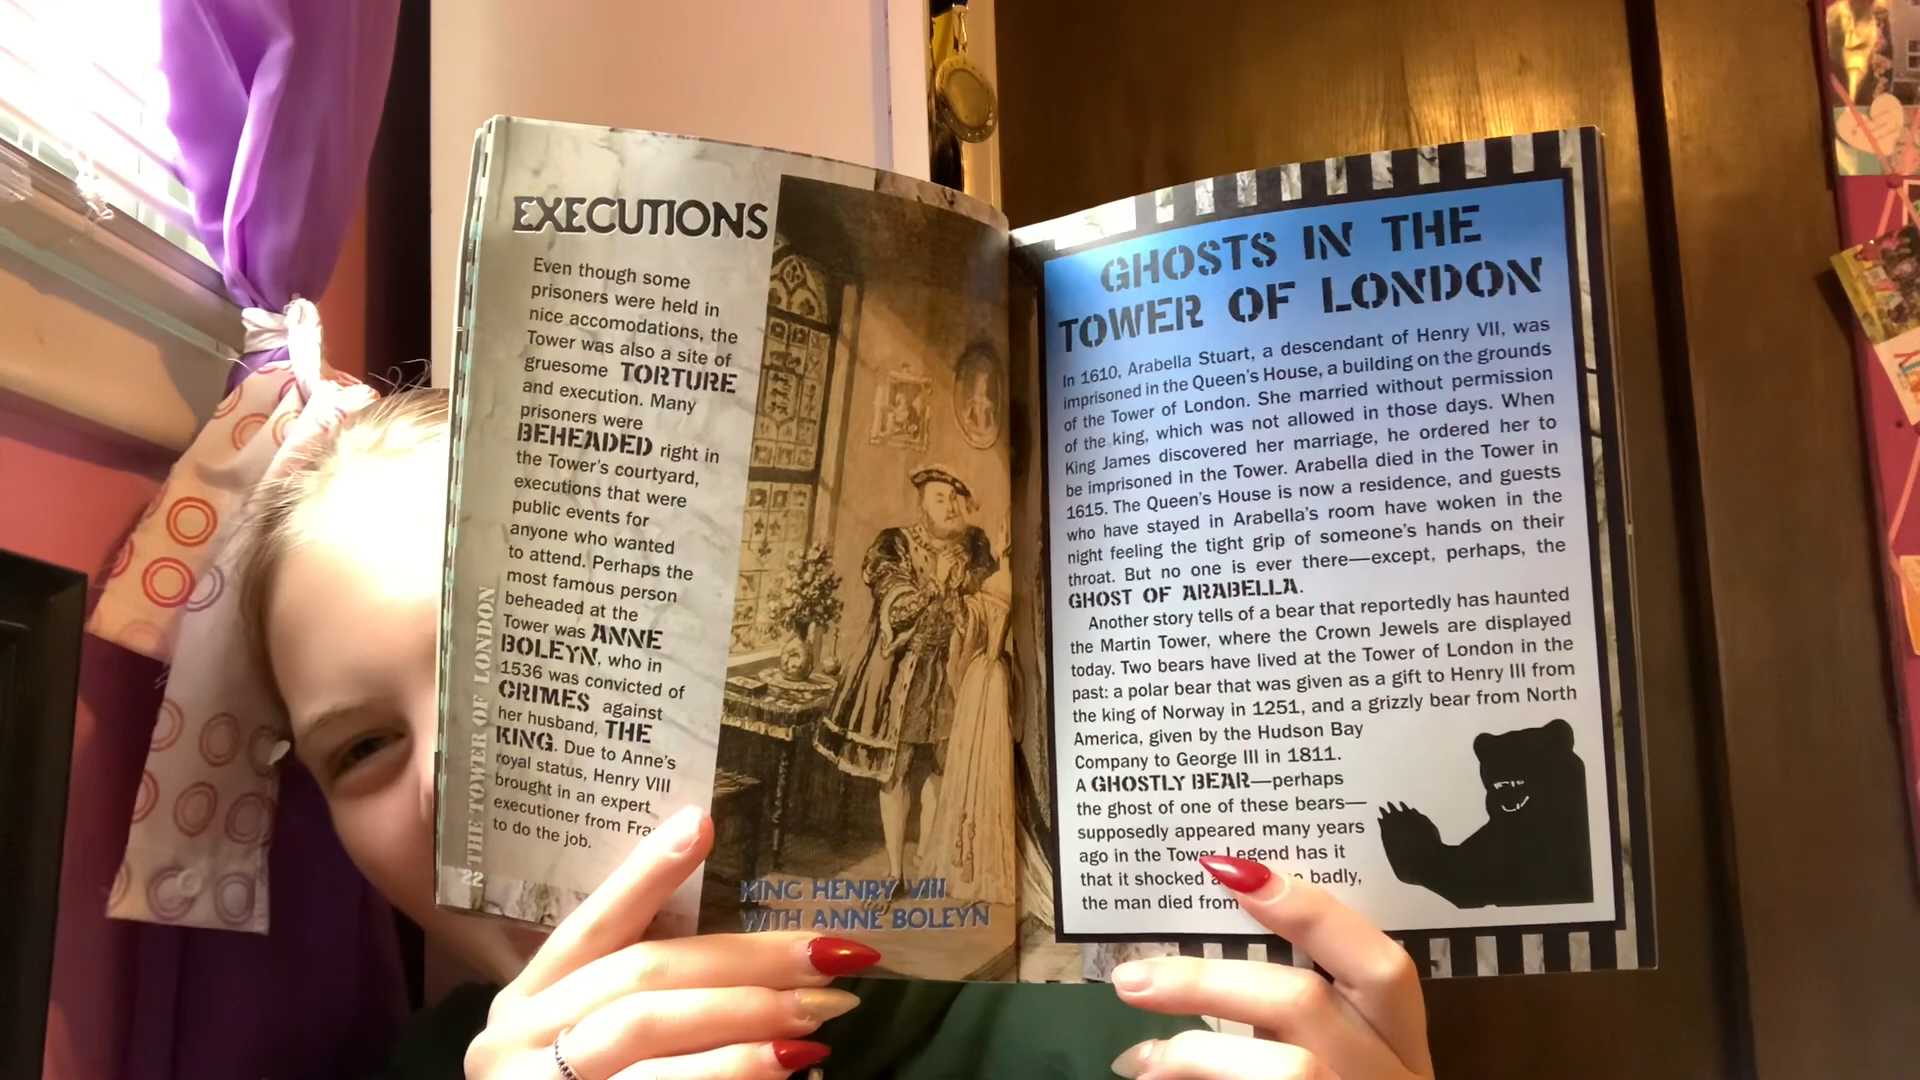 EXECUTIONS
Even though some
prisoners were held in
nice accomodations, the
Tower was also a site of
gruesome TORTURE
and execution. Many
prisoners were
BEHEADED right in
the Tower's courtyard,
executions that were
public events for
anyone who wanted
to attend. Perhaps the
most famous person
beheaded at the
Tower was ANNE
BOLEYN, who in
1536 was convicted of
CRIMES against
her husband, THE
KING. Due to Anne's
royal status, Henry VIII
brought in an expert
executioner from Fra
to do the job.
THE TOWER OF LONDON
22
KING HENRY VIII
WITH ANNE BOLEYN
GHOSTS IN THE
TOWER OF LONDON
In 1610, Arabella Stuart, a descendant of Henry VII, was
imprisoned in the Queen's House, a building on the grounds
of the Tower of London. She married without permission
of the king, which was not allowed in those days. When
King James discovered her marriage, he ordered her to
be imprisoned in the Tower. Arabella died in the Tower in
1615. The Queen's House is now a residence, and guests
who have stayed in Arabella's room have woken in the
night feeling the tight grip of someone's hands on their
throat. But no one is ever there—except, perhaps, the
GHOST OF ARABELLA.
Another story tells of a bear that reportedly has haunted
the Martin Tower, where the Crown Jewels are displayed
today. Two bears have lived at the Tower of London in the
past: a polar bear that was given as a gift to Henry III from
the king of Norway in 1251, and a grizzly bear from North
America, given by the Hudson Bay
Company to George III in 1811.
A GHOSTLY BEAR—perhaps
the ghost of one of these bears—
supposedly appeared many years
ago in the Tower. Legend has it
that it shocked a badly,
the man died from